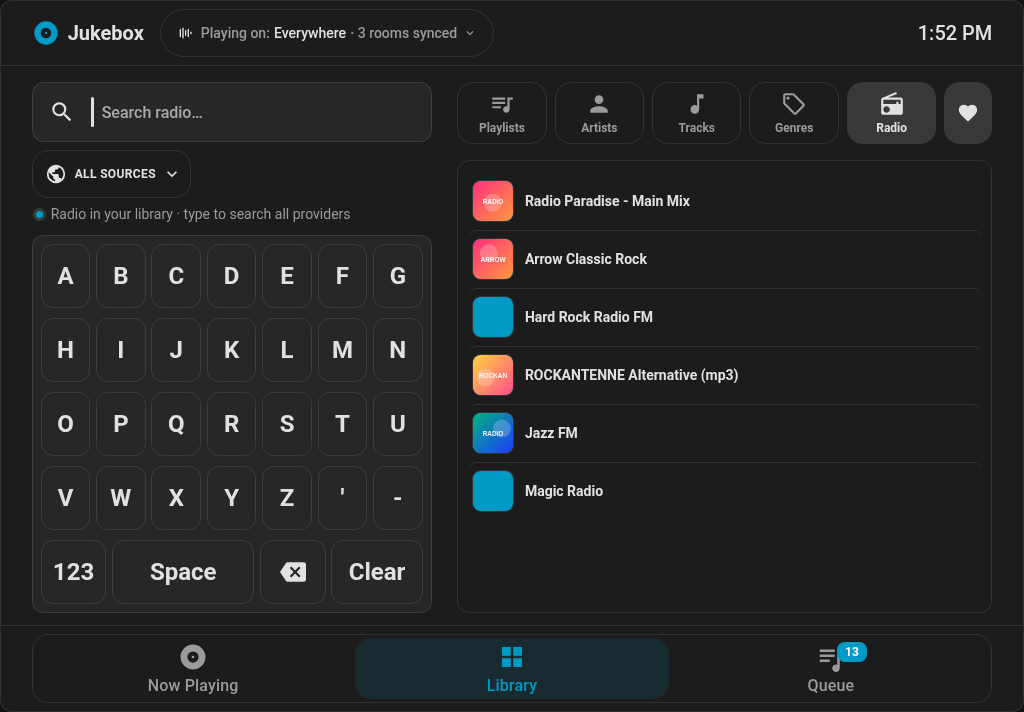 Jukebox
Playing on: Everywhere · 3 rooms synced
1:52 PM
Search radio...
Playlists
Artists
Tracks
Genres
Radio
ALL SOURCES
Radio in your library · type to search all providers
A B C D E F G
H I J K L M N
O P Q R S T U
V W X Y Z ' -
123 Space Clear
RADIO
Radio Paradise - Main Mix
ARROW
Arrow Classic Rock
Hard Rock Radio FM
ROCKAN
ROCKANTENNE Alternative (mp3)
RADIO
Jazz FM
Magic Radio
Now Playing
Library
13
Queue